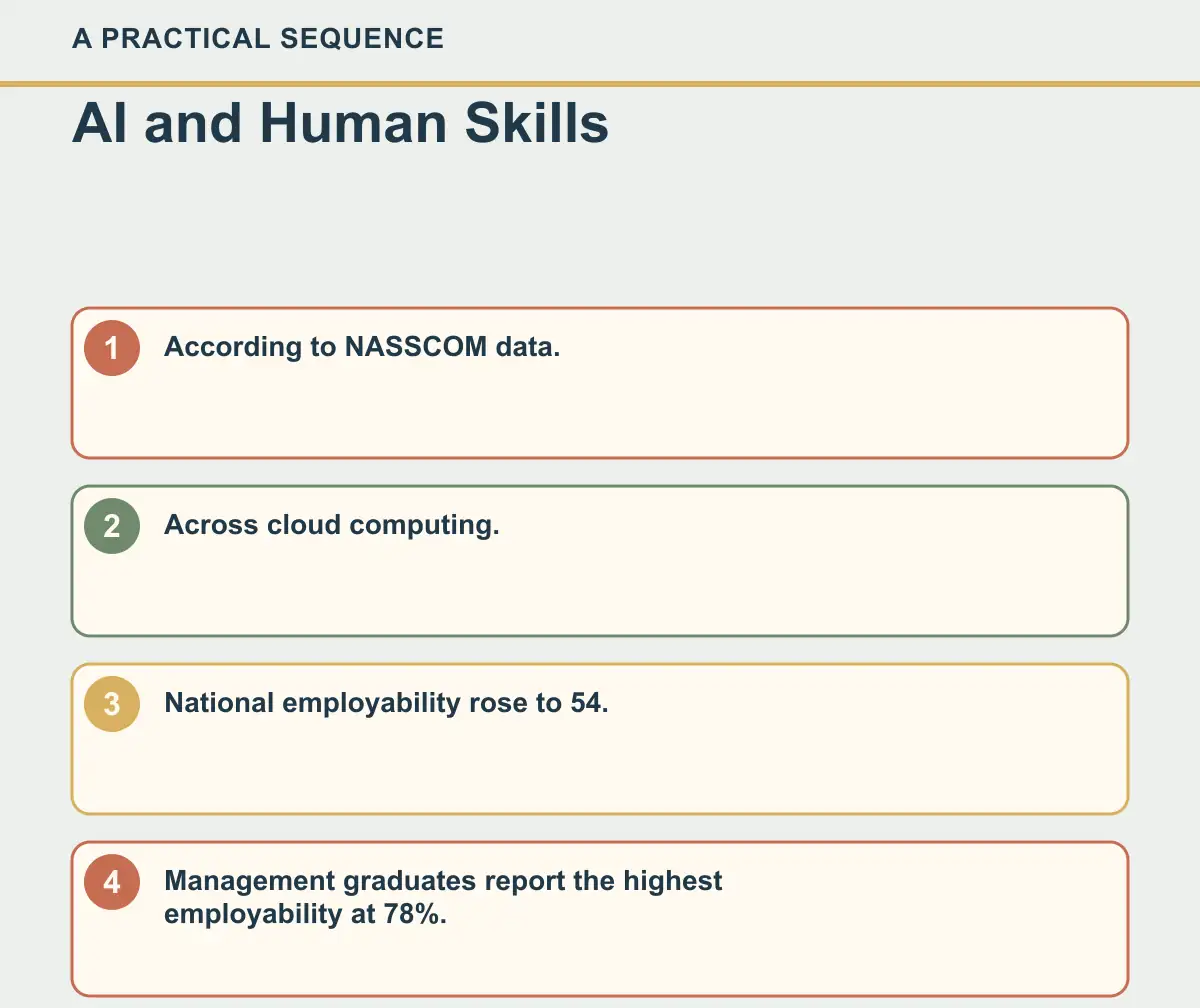 A PRACTICAL SEQUENCE
AI and Human Skills
1
According to NASSCOM data.
2
Across cloud computing.
3
National employability rose to 54.
4
Management graduates report the highest
employability at 78%.